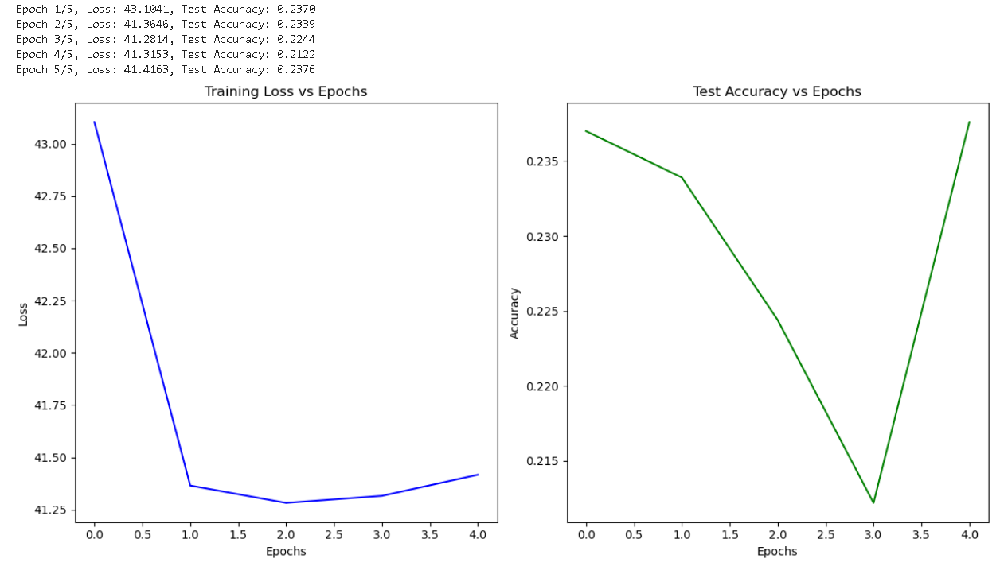 Epoch 1/5, Loss: 43.1041, Test Accuracy: 0.2370
Epoch 2/5, Loss: 41.3646, Test Accuracy: 0.2339
Epoch 3/5, Loss: 41.2814, Test Accuracy: 0.2244
Epoch 4/5, Loss: 41.3153, Test Accuracy: 0.2122
Epoch 5/5, Loss: 41.4163, Test Accuracy: 0.2376
Training Loss vs Epochs
Loss
43.00
42.75
42.50
42.25
42.00
41.75
41.50
41.25
0.0 0.5 1.0 1.5 2.0 2.5 3.0 3.5 4.0
Epochs
Test Accuracy vs Epochs
Accuracy
0.235
0.230
0.225
0.220
0.215
0.0 0.5 1.0 1.5 2.0 2.5 3.0 3.5 4.0
Epochs